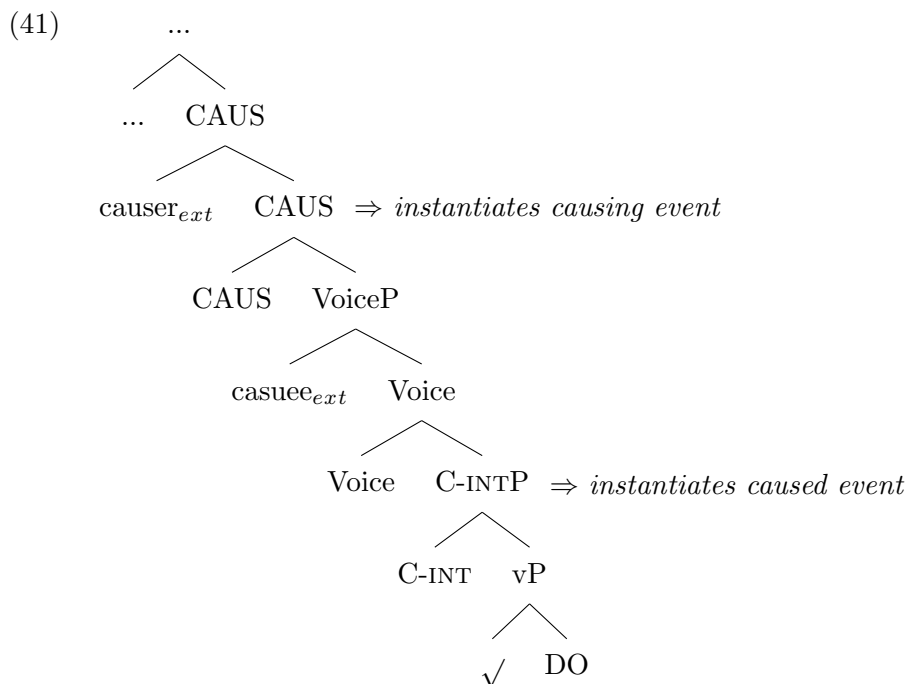 (41) ...
... CAUS
causer_ext CAUS ⇒ instantiates causing event
CAUS VoiceP
casuee_ext Voice
Voice C-INTP ⇒ instantiates caused event
C-INT vP
√ DO